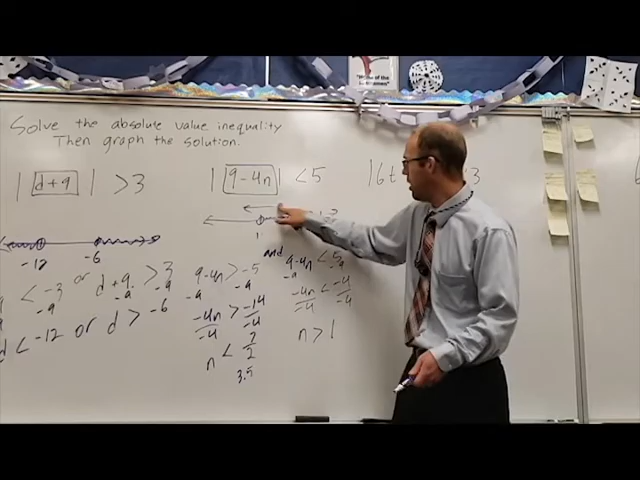 Solve the absolute value inequality
Then graph the solution.
|d+9| >3
|9-4n| <5
|6t
3
-12 -6
1
< -3 or d+9 >3
-9 -9 -9
d < -12 or d > -6
9-4n > -5 and 9-4n < 5
-9 -9 -9 -9
-4n > -14 -4n < -4
-4 -4 -4 -4
n < 7/2 n > 1
3.5